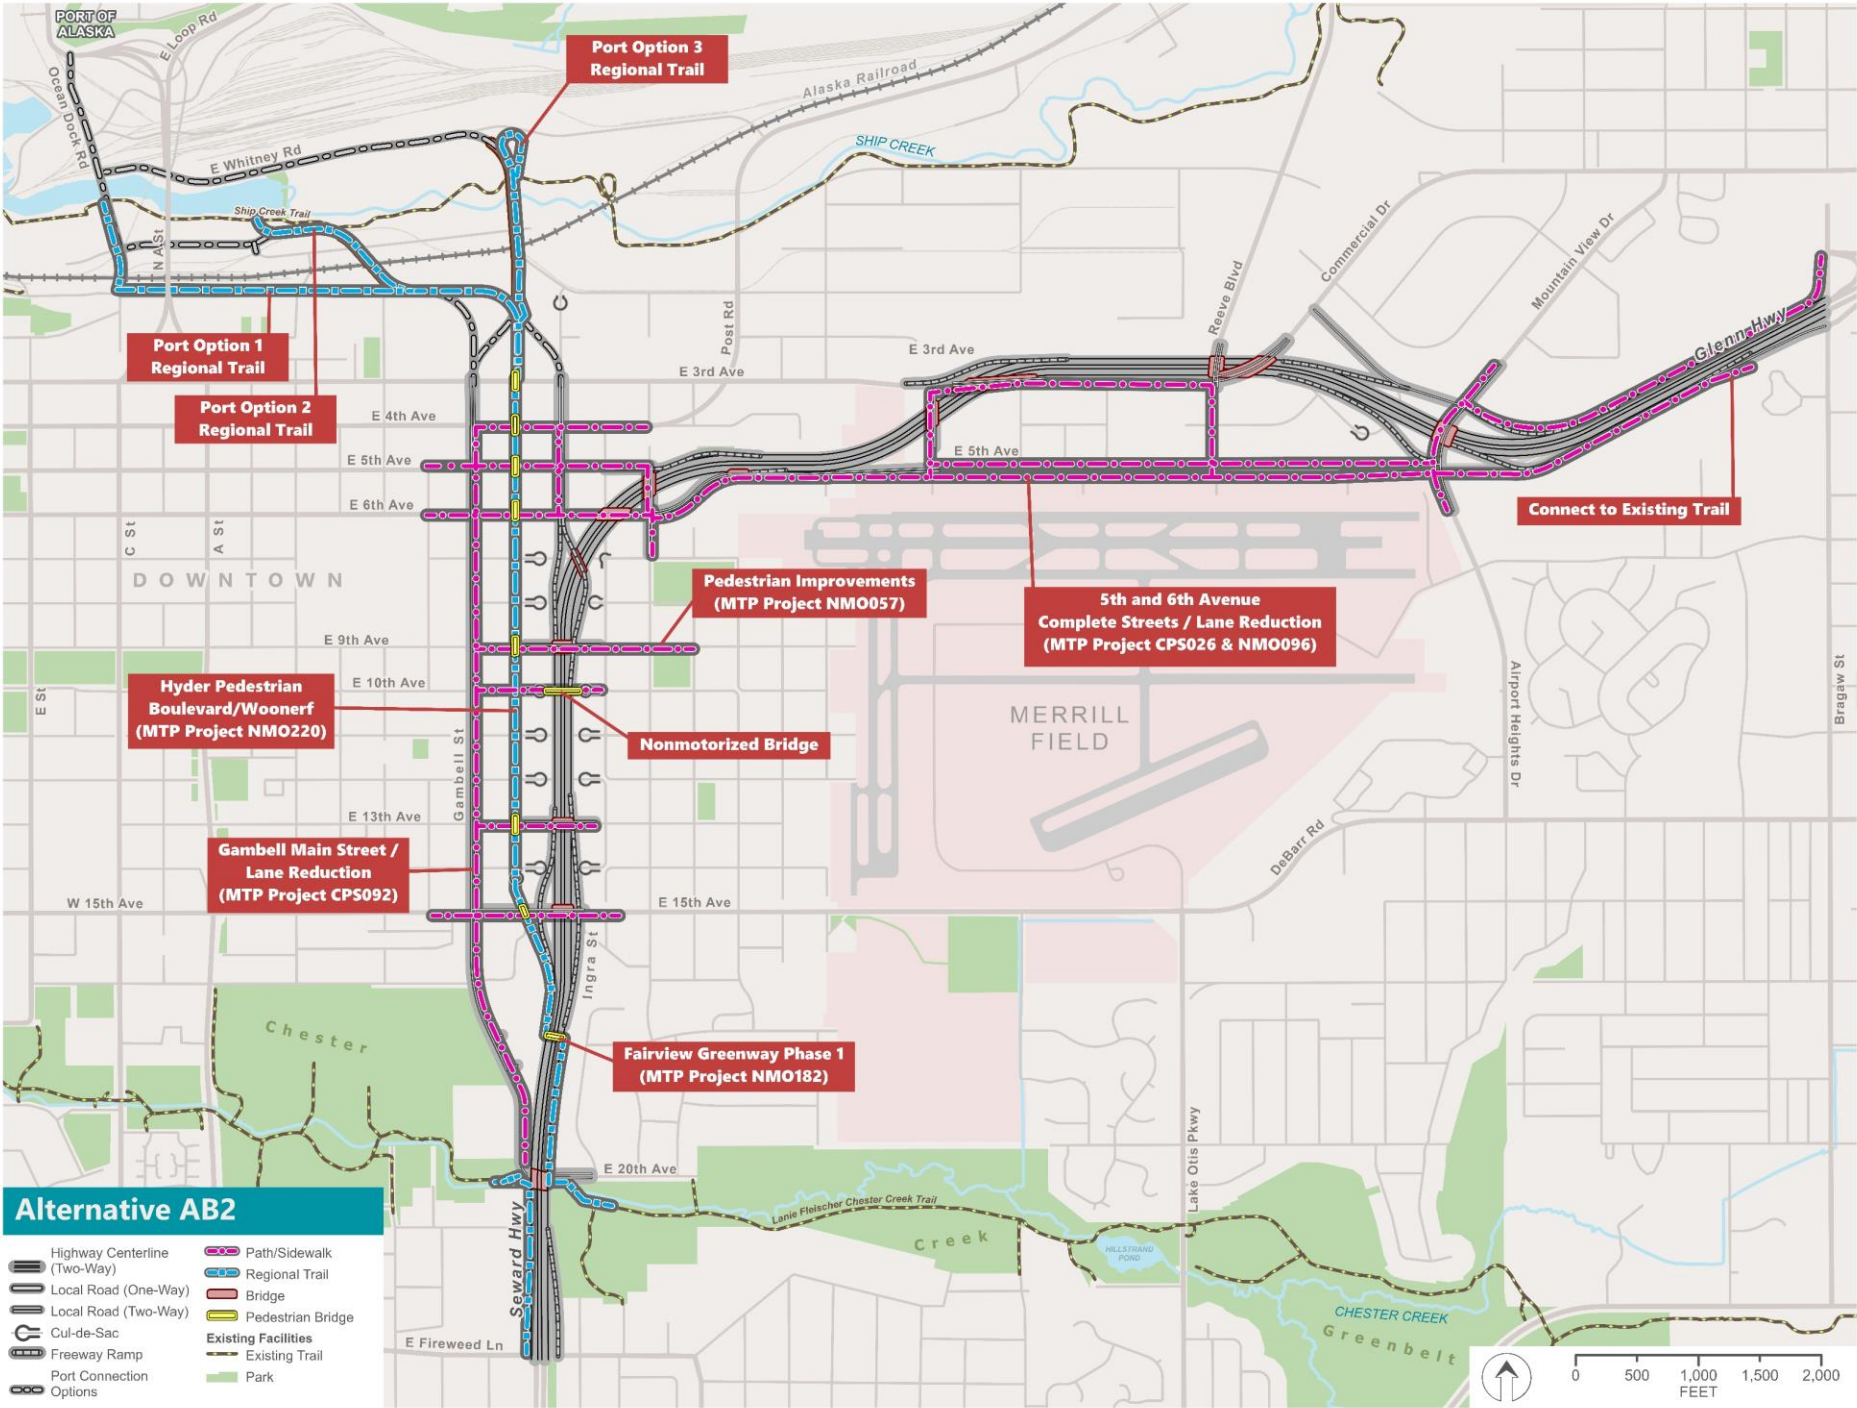 PORT OF
ALASKA
E Loop Rd
Ocean Dock Rd
Port Option 3
Regional Trail
Alaska Railroad
E Whitney Rd
SHIP CREEK
Ship Creek Trail
N A St
Commercial Dr
Mountain View Dr
Reeve Blvd
Post Rd
Glenn Hwy
Port Option 1
Regional Trail
E 3rd Ave
E 3rd Ave
Port Option 2
Regional Trail
E 4th Ave
E 5th Ave
E 5th Ave
E 6th Ave
Connect to Existing Trail
C St
A St
DOWNTOWN
Pedestrian Improvements
(MTP Project NMO057)
5th and 6th Avenue
Complete Streets / Lane Reduction
(MTP Project CPS026 & NMO096)
E 9th Ave
E 10th Ave
E St
Hyder Pedestrian
Boulevard/Woonerf
(MTP Project NMO220)
Nonmotorized Bridge
MERRILL
FIELD
Airport Heights Dr
Bragaw St
Gambell St
E 13th Ave
DeBarr Rd
Gambell Main Street /
Lane Reduction
(MTP Project CPS092)
W 15th Ave
E 15th Ave
Ingra St
Chester
Fairview Greenway Phase 1
(MTP Project NMO182)
E 20th Ave
Lake Otis Pkwy
Lanie Fleischer Chester Creek Trail
Creek
HILLSTRAND
POND
Seward Hwy
CHESTER CREEK
Greenbelt
E Fireweed Ln
Alternative AB2
Highway Centerline
(Two-Way)
Local Road (One-Way)
Local Road (Two-Way)
Cul-de-Sac
Freeway Ramp
Port Connection
Options
Path/Sidewalk
Regional Trail
Bridge
Pedestrian Bridge
Existing Facilities
Existing Trail
Park
0 500 1,000 1,500 2,000
FEET